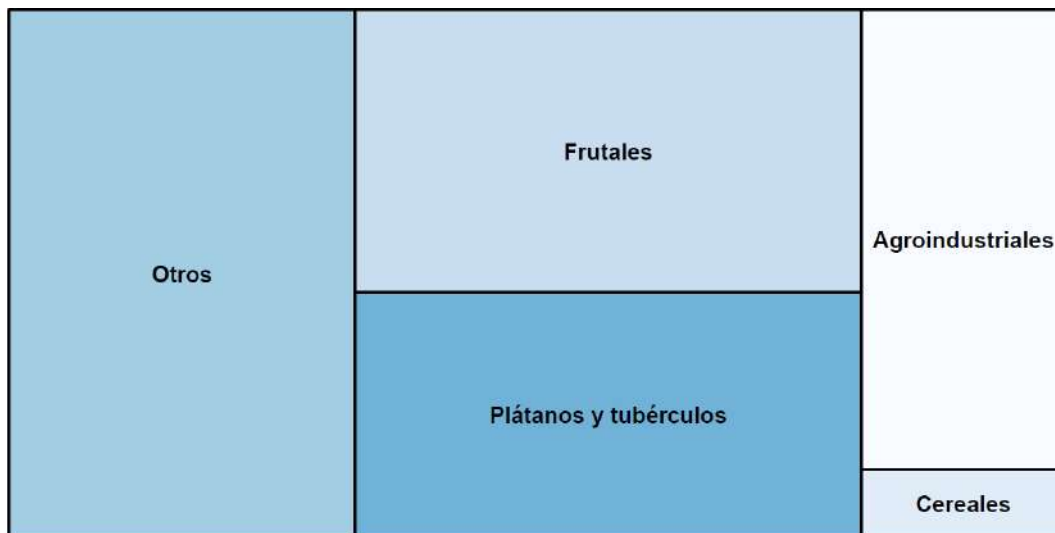 Otros
Frutales
Plátanos y tubérculos
Agroindustriales
Cereales